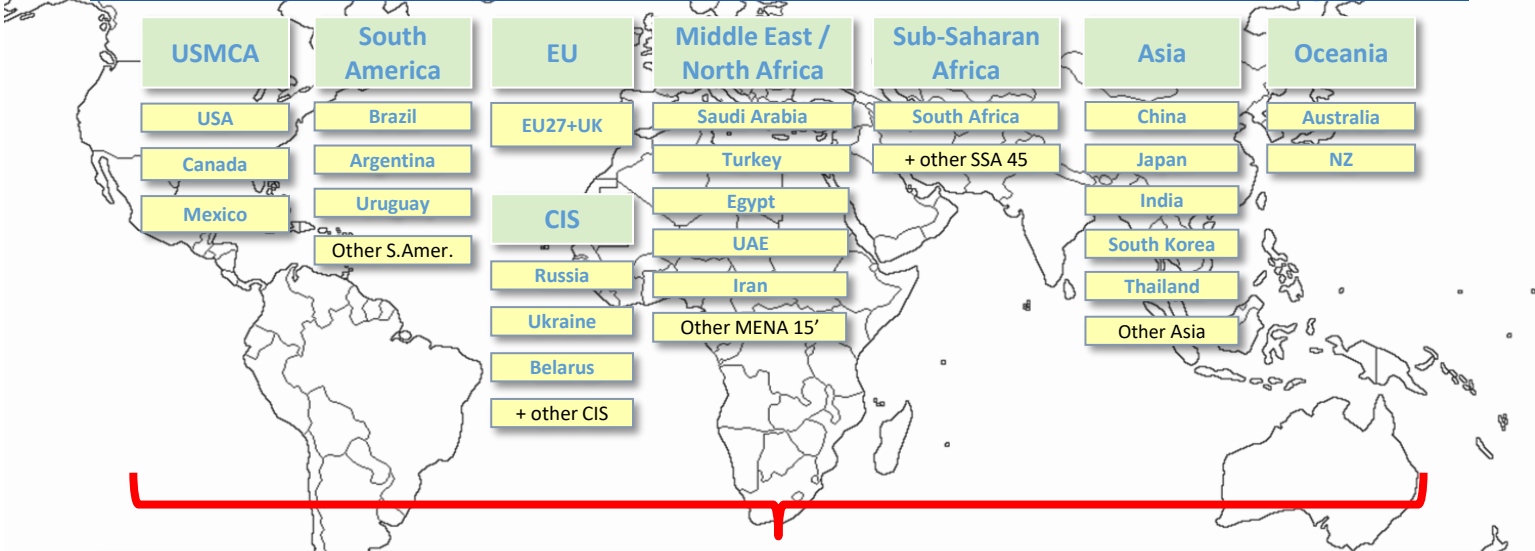 USMCA
USA
Canada
Mexico
South
America
Brazil
Argentina
Uruguay
Other S.Amer.
EU
EU27+UK
CIS
Russia
Ukraine
Belarus
+ other CIS
Middle East /
North Africa
Saudi Arabia
Turkey
Egypt
UAE
Iran
Other MENA 15’
Sub-Saharan
Africa
South Africa
+ other SSA 45
Asia
China
Japan
India
South Korea
Thailand
Other Asia
Oceania
Australia
NZ